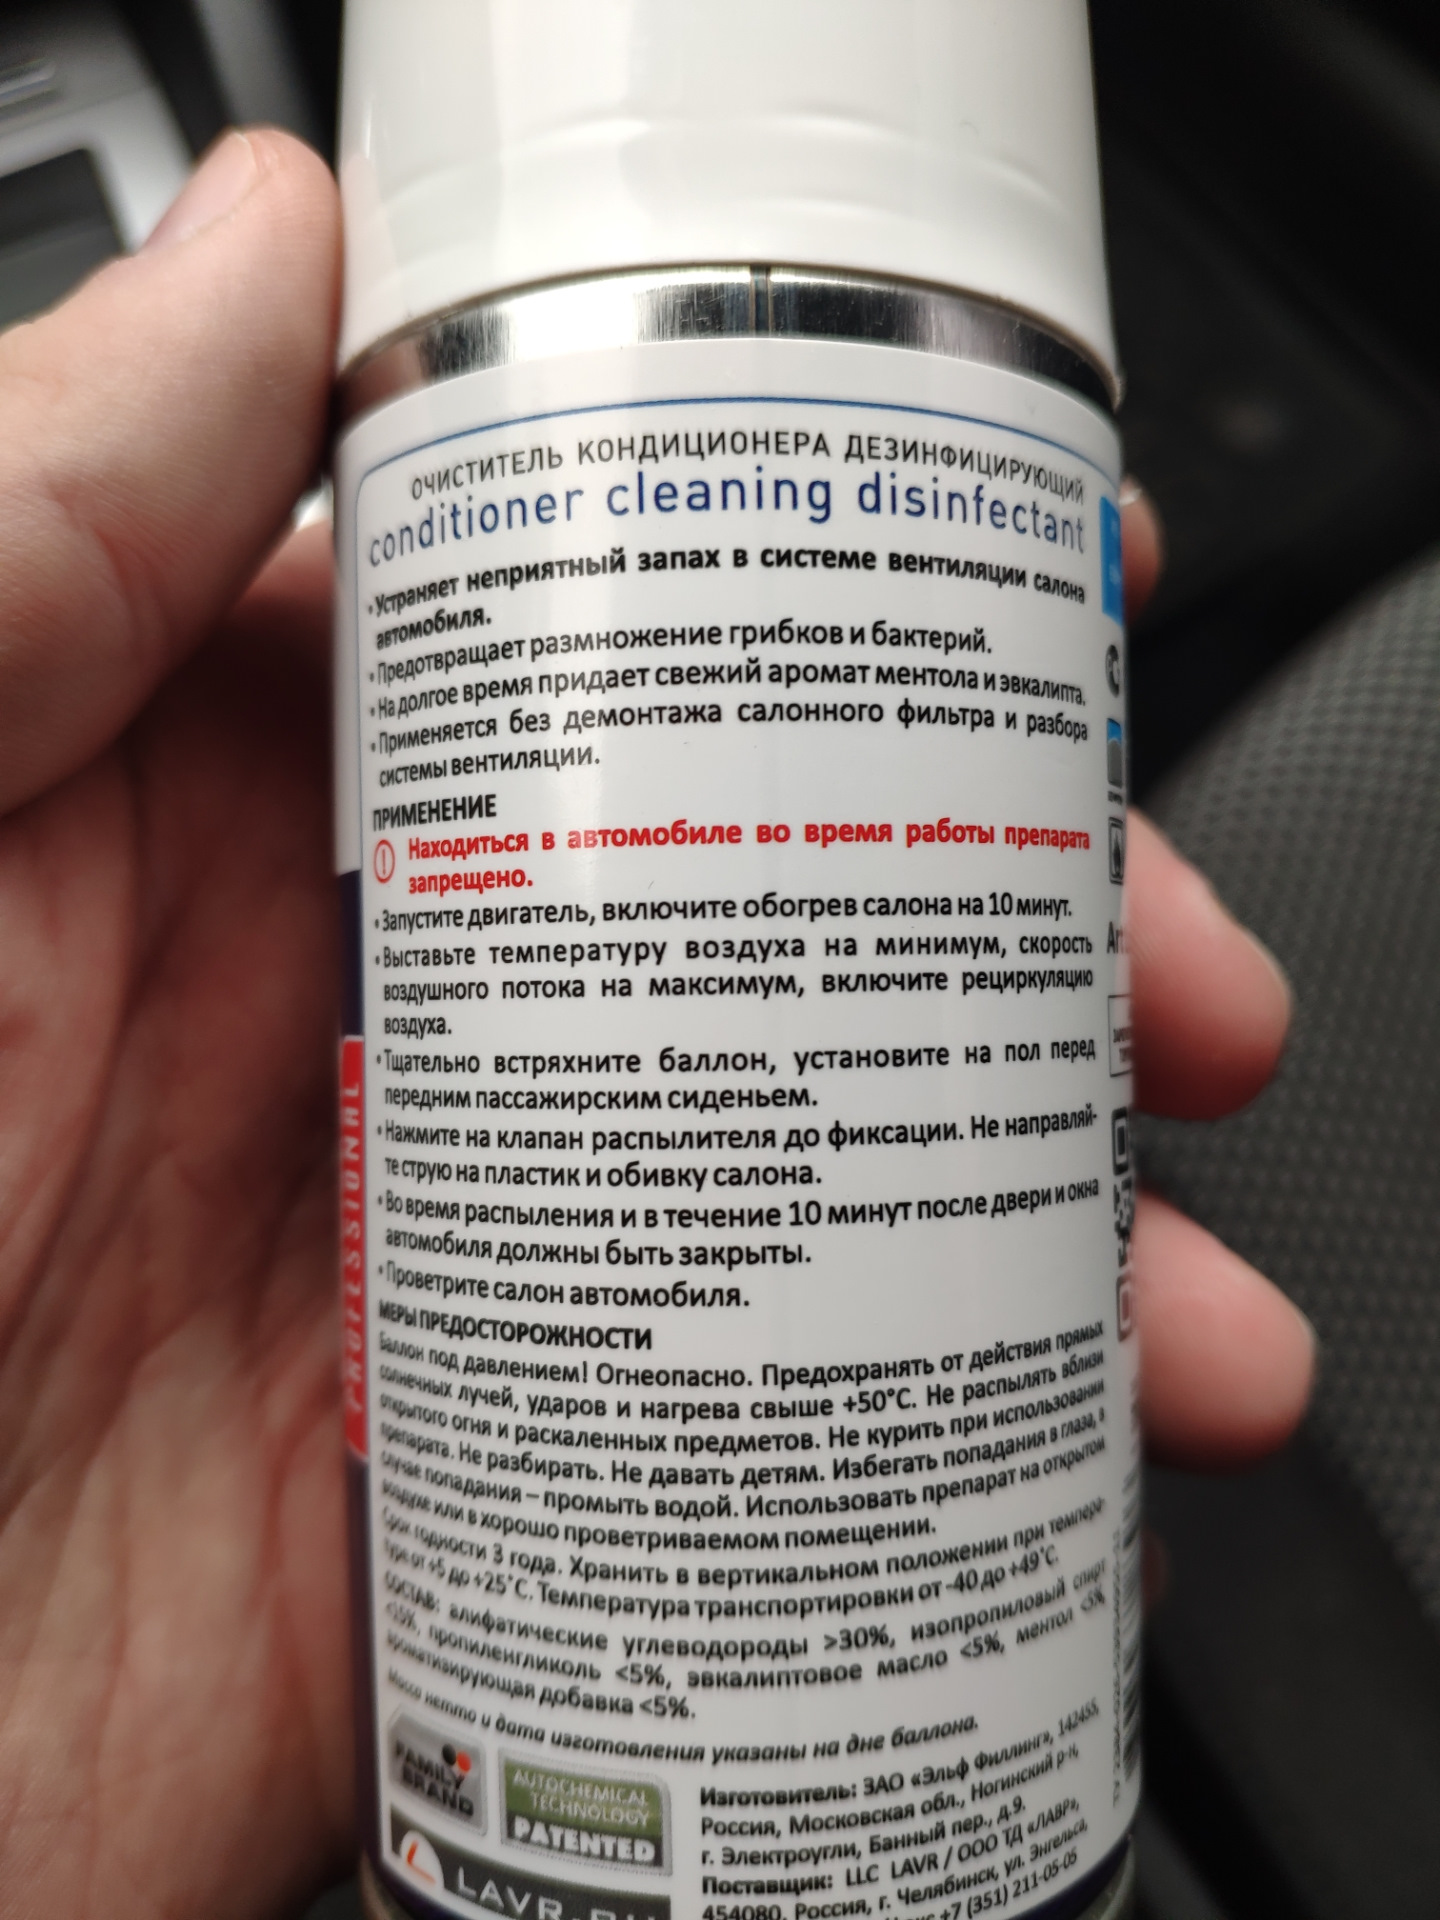 ОЧИСТИТЕЛЬ КОНДИЦИОНЕРА ДЕЗИНФИЦИРУЮЩИЙ
conditioner cleaning disinfectant
• Устраняет неприятный запах в системе вентиляции салона
автомобиля.
• Предотвращает размножение грибков и бактерий.
• На долгое время придает свежий аромат ментола и эвкалипта.
• Применяется без демонтажа салонного фильтра и разбора
системы вентиляции.
ПРИМЕНЕНИЕ
Находиться в автомобиле во время работы препарата
запрещено.
• Запустите двигатель, включите обогрев салона на 10 минут.
• Выставьте температуру воздуха на минимум, скорость
воздушного потока на максимум, включите рециркуляцию
воздуха.
• Тщательно встряхните баллон, установите на пол перед
передним пассажирским сиденьем.
• Нажмите на клапан распылителя до фиксации. Не направляй-
те струю на пластик и обивку салона.
• Во время распыления и в течение 10 минут после двери и окна
автомобиля должны быть закрыты.
• Проветрите салон автомобиля.
МЕРЫ ПРЕДОСТОРОЖНОСТИ
Баллон под давлением! Огнеопасно. Предохранять от действия прямых
солнечных лучей, ударов и нагрева свыше +50°С. Не распылять вблизи
открытого огня и раскаленных предметов. Не курить при использовании
препарата. Не разбирать. Не давать детям. Избегать попадания в глаза, в
случае попадания – промыть водой. Использовать препарат на открытом
воздухе или в хорошо проветриваемом помещении.
Срок годности 3 года. Хранить в вертикальном положении при темпера-
туре от +5 до +25°С. Температура транспортировки от -40 до +49°С.
СОСТАВ: алифатические углеводороды >30%, изопропиловый спирт
<15%, пропиленгликоль <5%, эвкалиптовое масло <5%, ментол <5%,
ароматизирующая добавка <5%.
Масса нетто и дата изготовления указаны на дне баллона.
FAMILY
BRAND
AUTOCHEMICAL
TECHNOLOGY
PATENTED
LAVR.RU
Изготовитель: ЗАО «Эльф Филлинг», 142455,
Россия, Московская обл., Ногинский р-н,
г. Электроугли, Банный пер., д.9.
Поставщик: LLC LAVR / ООО ТД «ЛАВР»,
454080, Россия, г. Челябинск, ул. Энгельса,
+7 (351) 211-05-05
PROFESSIONAL
Art